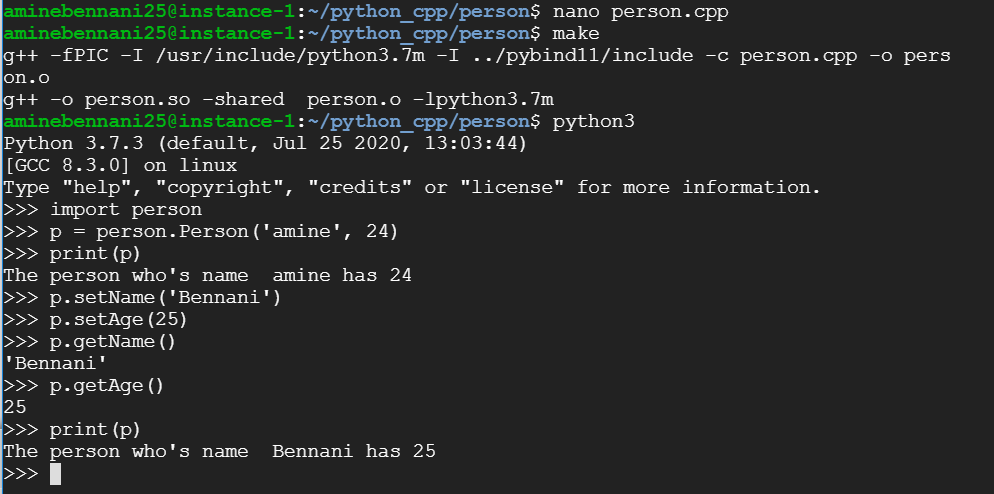 aminebennani25@instance-1:~/python_cpp/person$ nano person.cpp
aminebennani25@instance-1:~/python_cpp/person$ make
g++ -fPIC -I /usr/include/python3.7m -I ../pybind11/include -c person.cpp -o pers
on.o
g++ -o person.so -shared  person.o -lpython3.7m
aminebennani25@instance-1:~/python_cpp/person$ python3
Python 3.7.3 (default, Jul 25 2020, 13:03:44)
[GCC 8.3.0] on linux
Type "help", "copyright", "credits" or "license" for more information.
>>> import person
>>> p = person.Person('amine', 24)
>>> print(p)
The person who's name  amine has 24
>>> p.setName('Bennani')
>>> p.setAge(25)
>>> p.getName()
'Bennani'
>>> p.getAge()
25
>>> print(p)
The person who's name  Bennani has 25
>>>